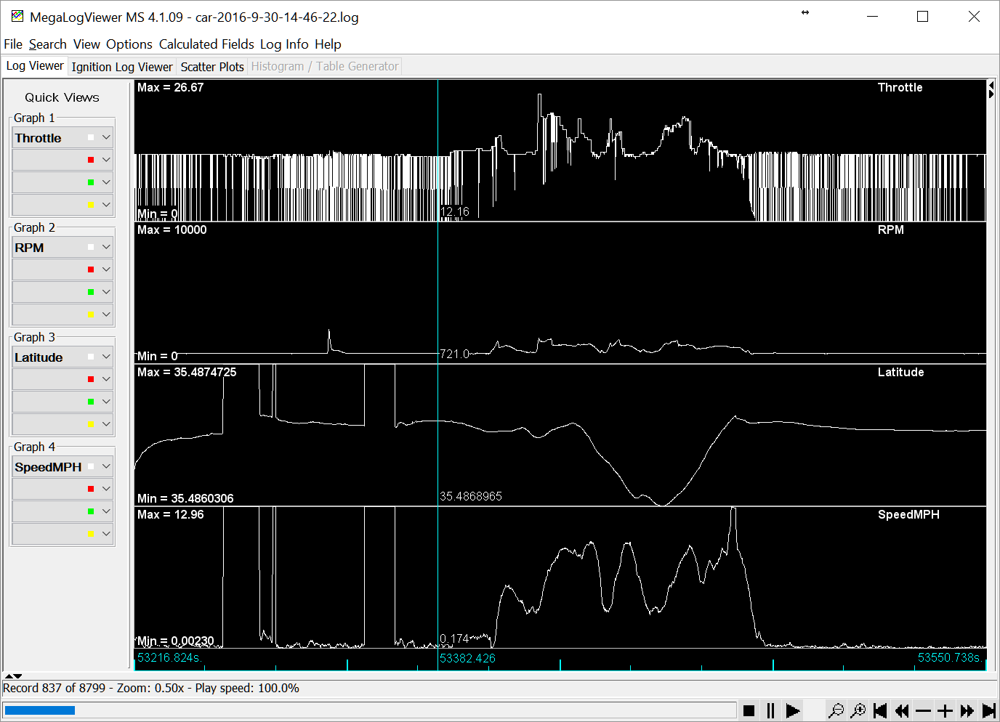 MegaLogViewer MS 4.1.09 - car-2016-9-30-14-46-22.log
File Search View Options Calculated Fields Log Info Help
Log Viewer Ignition Log Viewer Scatter Plots Histogram / Table Generator
Quick Views
Graph 1
Throttle
Graph 2
RPM
Graph 3
Latitude
Graph 4
SpeedMPH
Max = 26.67 Throttle
Min = 0 12.16
Max = 10000 RPM
Min = 0 721.0
Max = 35.4874725 Latitude
Min = 35.4860306 35.4868965
Max = 12.96 SpeedMPH
Min = 0.00230 0.174
53216.824s. 53382.426 53550.738s.
Record 837 of 8799 - Zoom: 0.50x - Play speed: 100.0%